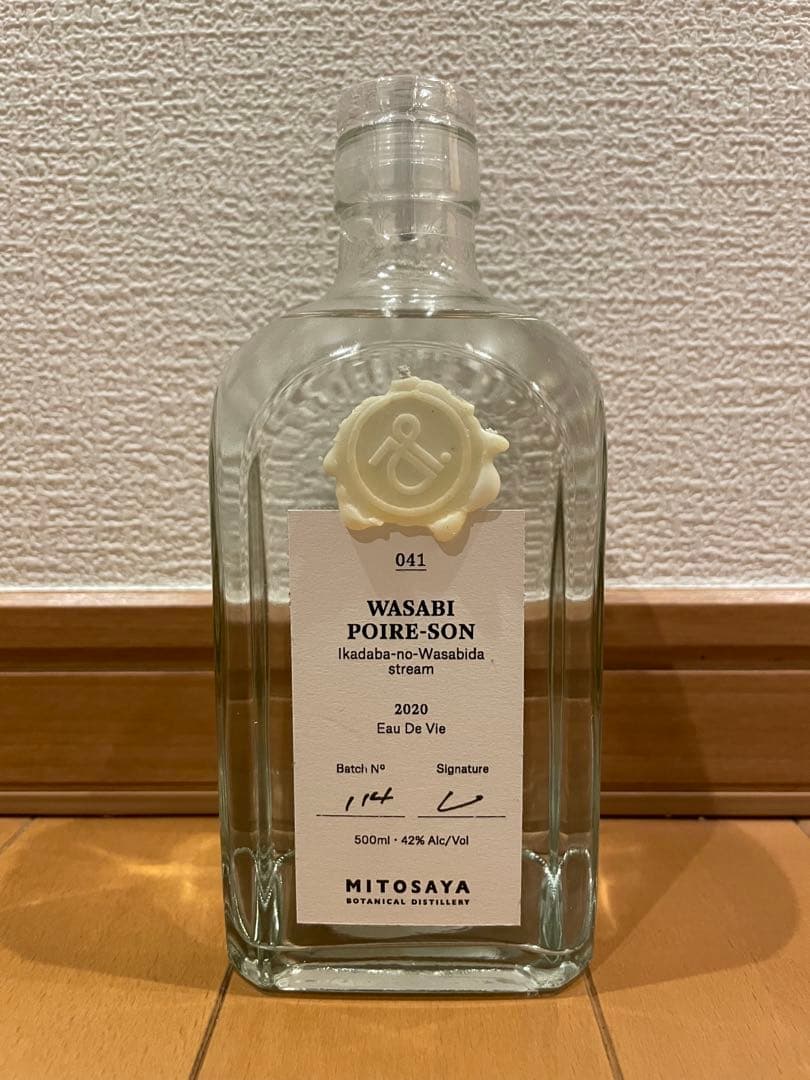 041
WASABI
POIRE-SON
Ikadaba-no-Wasabida
stream
2020
Eau De Vie
Batch Nº Signature
114
500ml · 42% Alc/Vol
MITOSAYA
BOTANICAL DISTILLERY